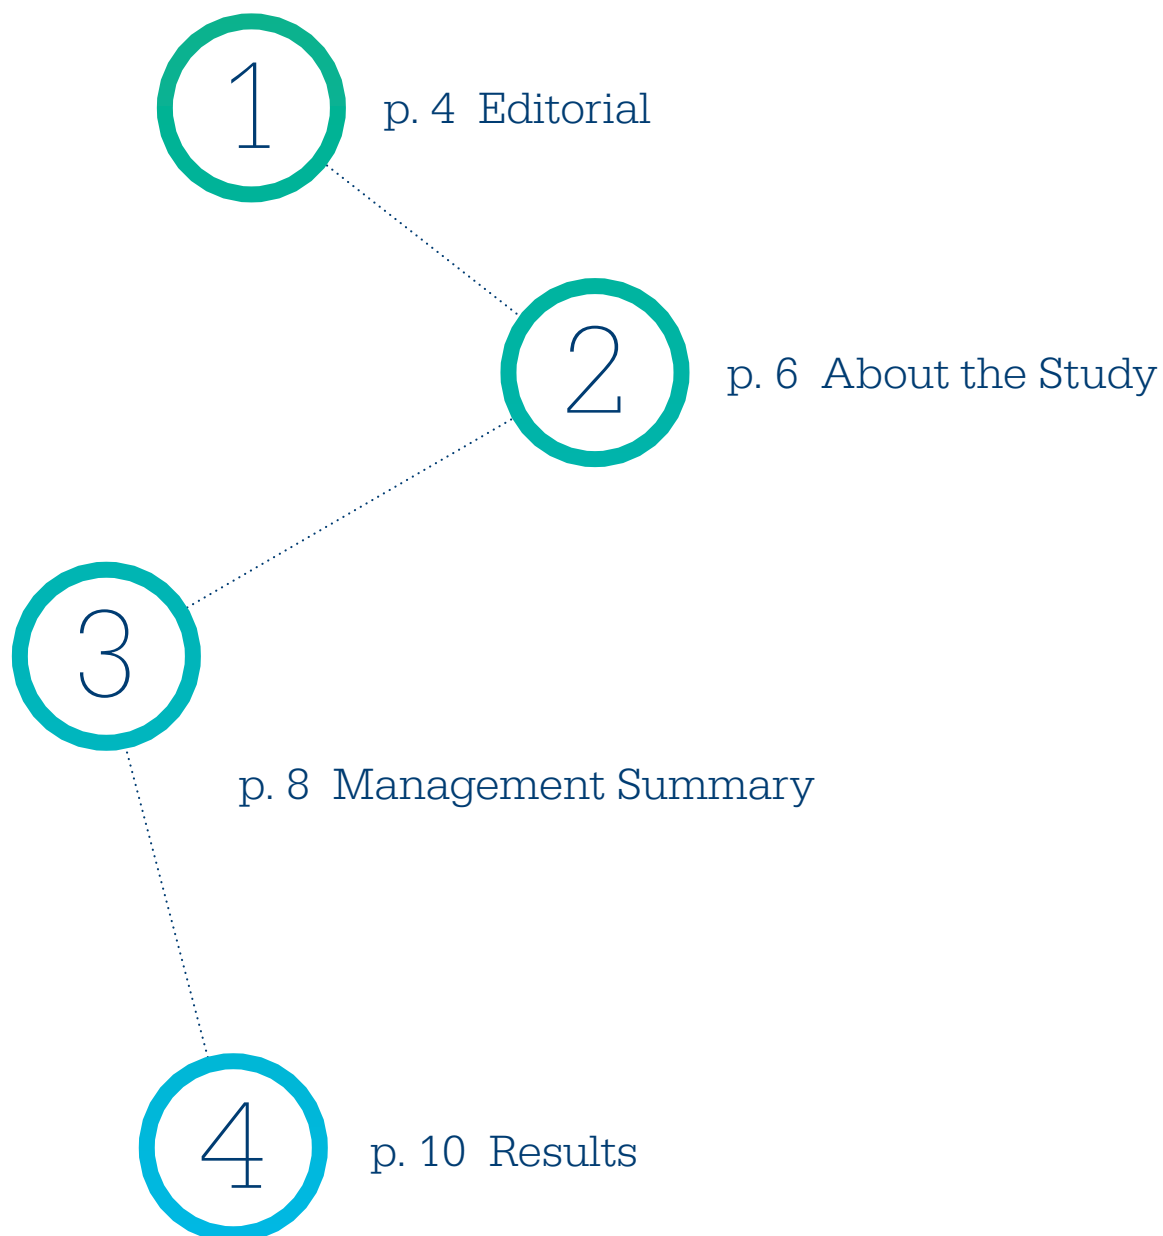 1
p. 4 Editorial
2
p. 6 About the Study
3
p. 8 Management Summary
4
p. 10 Results